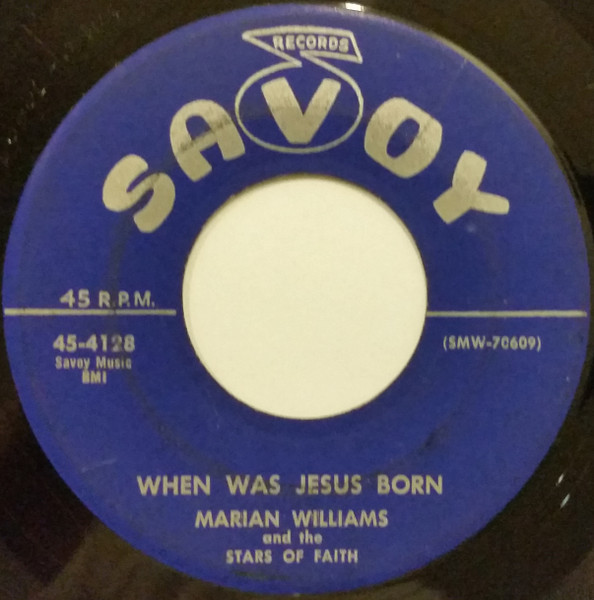 RECORDS
SAVOY
45 R.P.M.
45-4128
Savoy Music
BMI
(SMW-70609)
WHEN WAS JESUS BORN
MARIAN WILLIAMS
and the
STARS OF FAITH